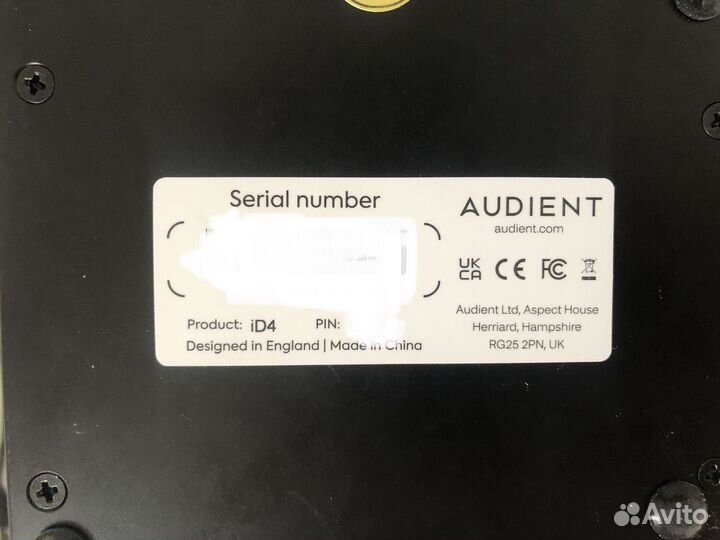 Serial number
Product: iD4 PIN:
Designed in England | Made in China
AUDIENT
audient.com
UK
CA CE FC
Audient Ltd, Aspect House
Herriard, Hampshire
RG25 2PN, UK
Avito